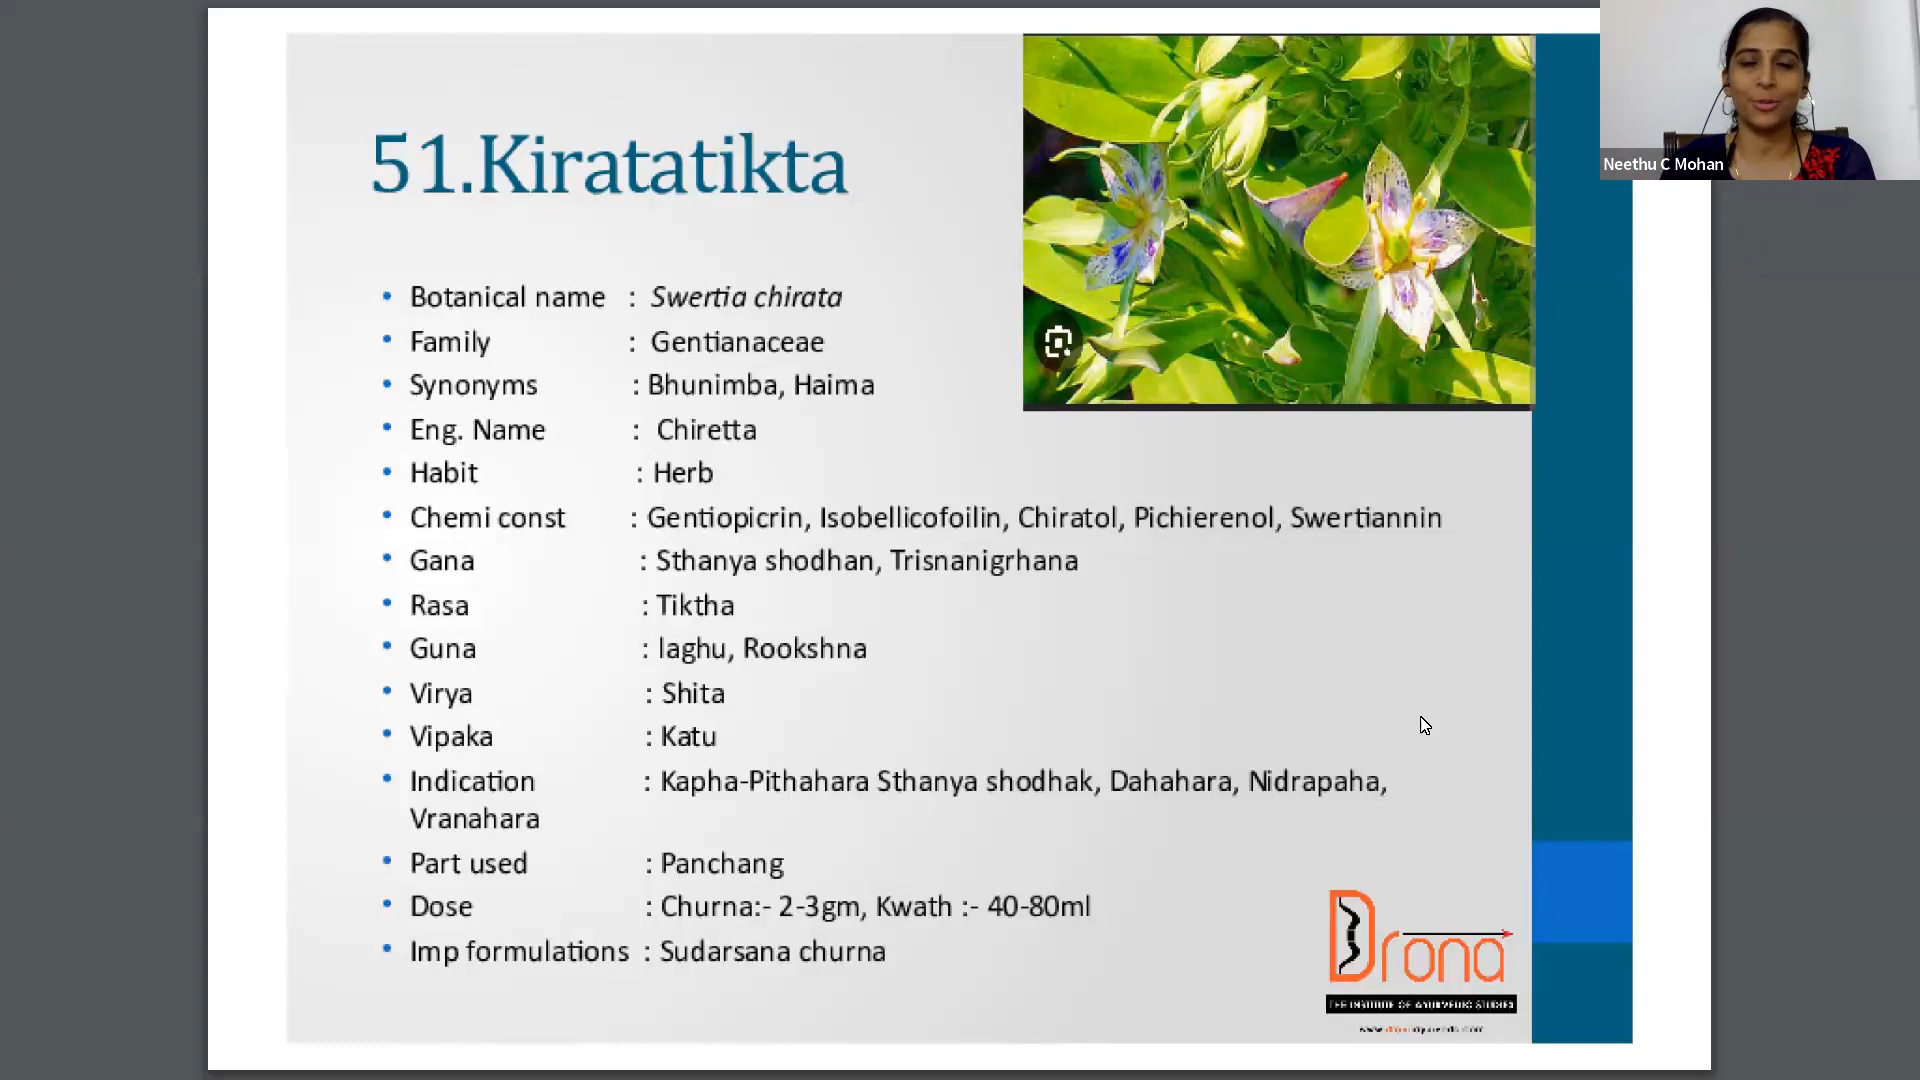 51.Kiratatikta
Neethu C Mohan
• Botanical name : Swertia chirata
• Family : Gentianaceae
• Synonyms : Bhunimba, Haima
• Eng. Name : Chiretta
• Habit : Herb
• Chemi const : Gentiopicrin, Isobellicofoilin, Chiratol, Pichierenol, Swertiannin
• Gana : Sthanya shodhan, Trisnanigrhana
• Rasa : Tiktha
• Guna : laghu, Rookshna
• Virya : Shita
• Vipaka : Katu
• Indication : Kapha-Pithahara Sthanya shodhak, Dahahara, Nidrapaha,
Vranahara
• Part used : Panchang
• Dose : Churna:- 2-3gm, Kwath :- 40-80ml
• Imp formulations : Sudarsana churna
Drona
THE INSTITUTE OF AYURVEDIC STUDIES